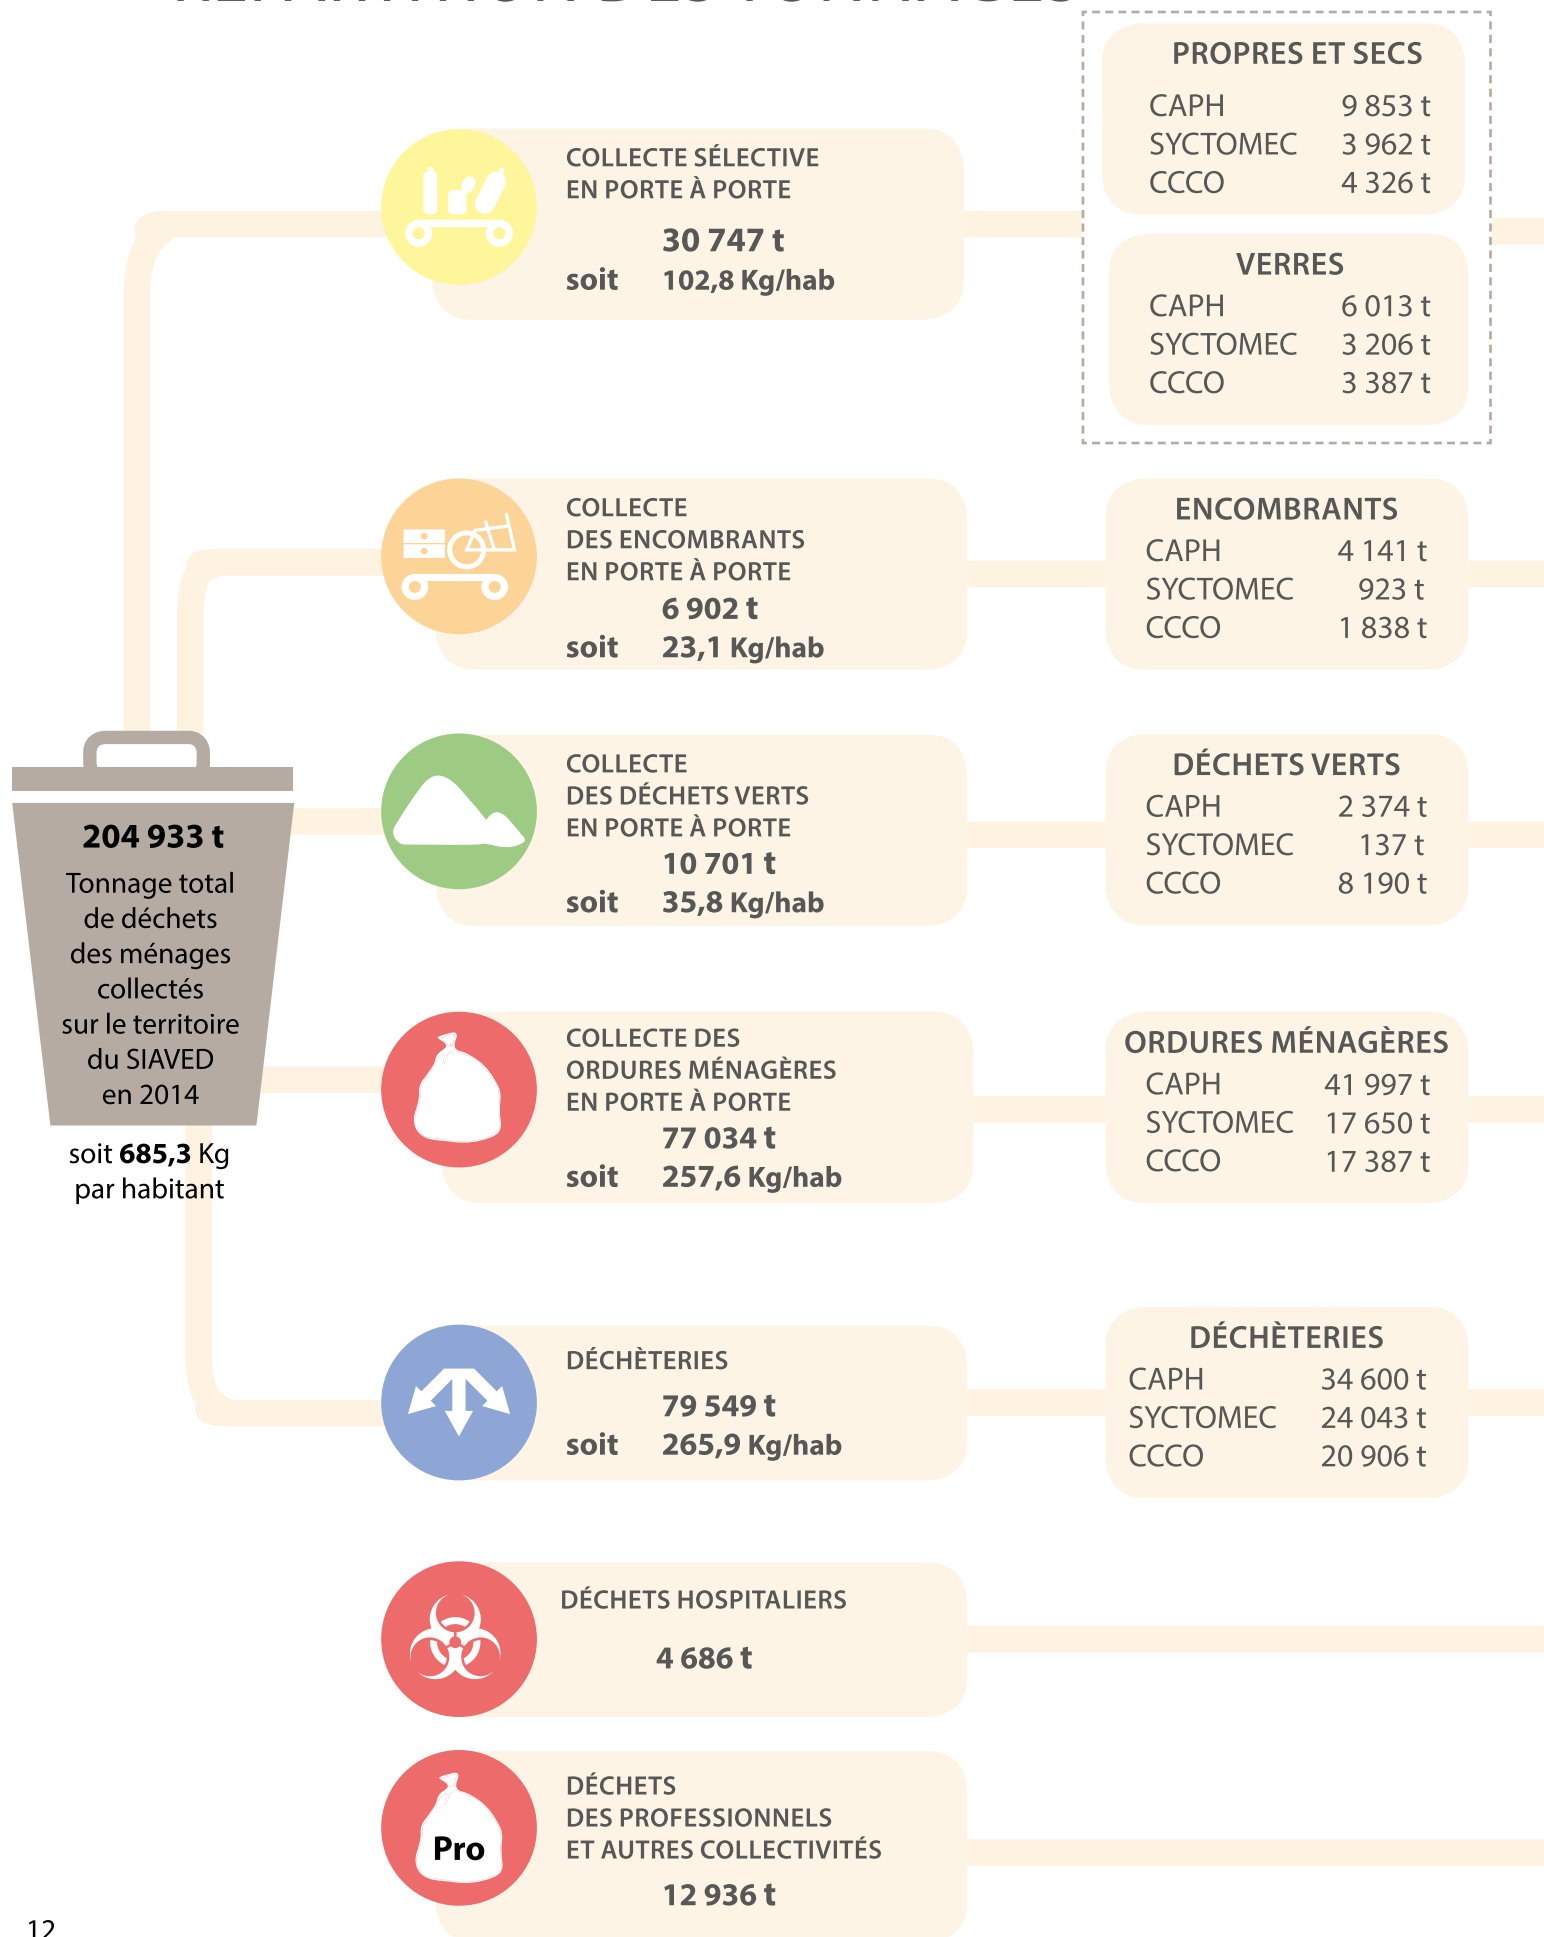 204 933 t
Tonnage total
de déchets
des ménages
collectés
sur le territoire
du SIAVED
en 2014
soit 685,3 Kg
par habitant
COLLECTE SÉLECTIVE
EN PORTE À PORTE
30 747 t
soit 102,8 Kg/hab
PROPRES ET SECS
CAPH 9 853 t
SYCTOMEC 3 962 t
CCCO 4 326 t
VERRES
CAPH 6 013 t
SYCTOMEC 3 206 t
CCCO 3 387 t
COLLECTE
DES ENCOMBRANTS
EN PORTE À PORTE
6 902 t
soit 23,1 Kg/hab
ENCOMBRANTS
CAPH 4 141 t
SYCTOMEC 923 t
CCCO 1 838 t
COLLECTE
DES DÉCHETS VERTS
EN PORTE À PORTE
10 701 t
soit 35,8 Kg/hab
DÉCHETS VERTS
CAPH 2 374 t
SYCTOMEC 137 t
CCCO 8 190 t
COLLECTE DES
ORDURES MÉNAGÈRES
EN PORTE À PORTE
77 034 t
soit 257,6 Kg/hab
ORDURES MÉNAGÈRES
CAPH 41 997 t
SYCTOMEC 17 650 t
CCCO 17 387 t
DÉCHÈTERIES
79 549 t
soit 265,9 Kg/hab
DÉCHÈTERIES
CAPH 34 600 t
SYCTOMEC 24 043 t
CCCO 20 906 t
DÉCHETS HOSPITALIERS
4 686 t
Pro
DÉCHETS
DES PROFESSIONNELS
ET AUTRES COLLECTIVITÉS
12 936 t
12